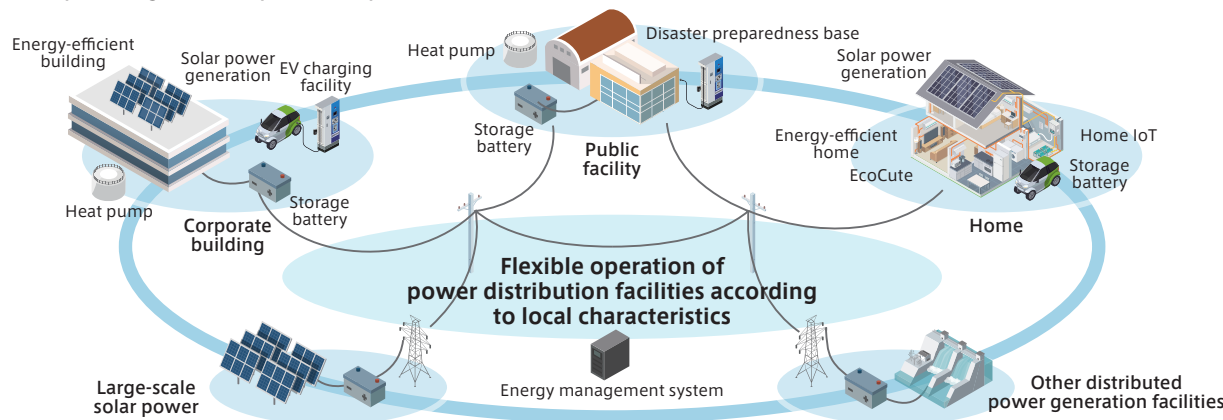 Energy-efficient
building
Solar power
generation
EV charging
facility
Heat pump
Storage
battery
Corporate
building
Heat pump
Disaster preparedness base
Storage
battery
Public
facility
Solar power
generation
Energy-efficient
home
EcoCute
Home IoT
Storage
battery
Home
Flexible operation of
power distribution facilities according
to local characteristics
Large-scale
solar power
Energy management system
Other distributed
power generation facilities